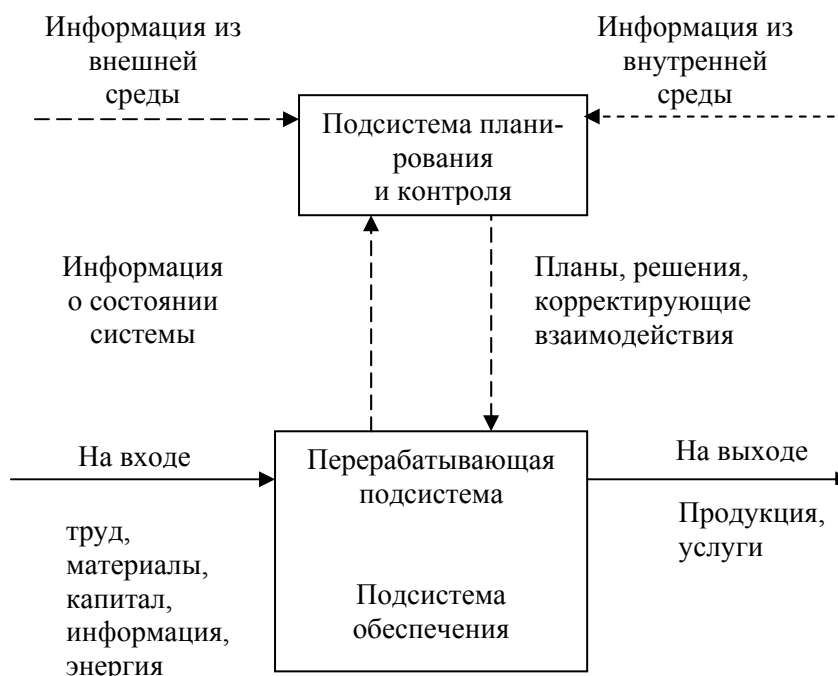 Информация из
внешней
среды
Информация из
внутренней
среды
Подсистема плани-
рования
и контроля
Информация
о состоянии
системы
Планы, решения,
корректирующие
взаимодействия
На входе
Перерабатывающая
подсистема
На выходе
труд,
материалы,
капитал,
информация,
энергия
Подсистема
обеспечения
Продукция,
услуги